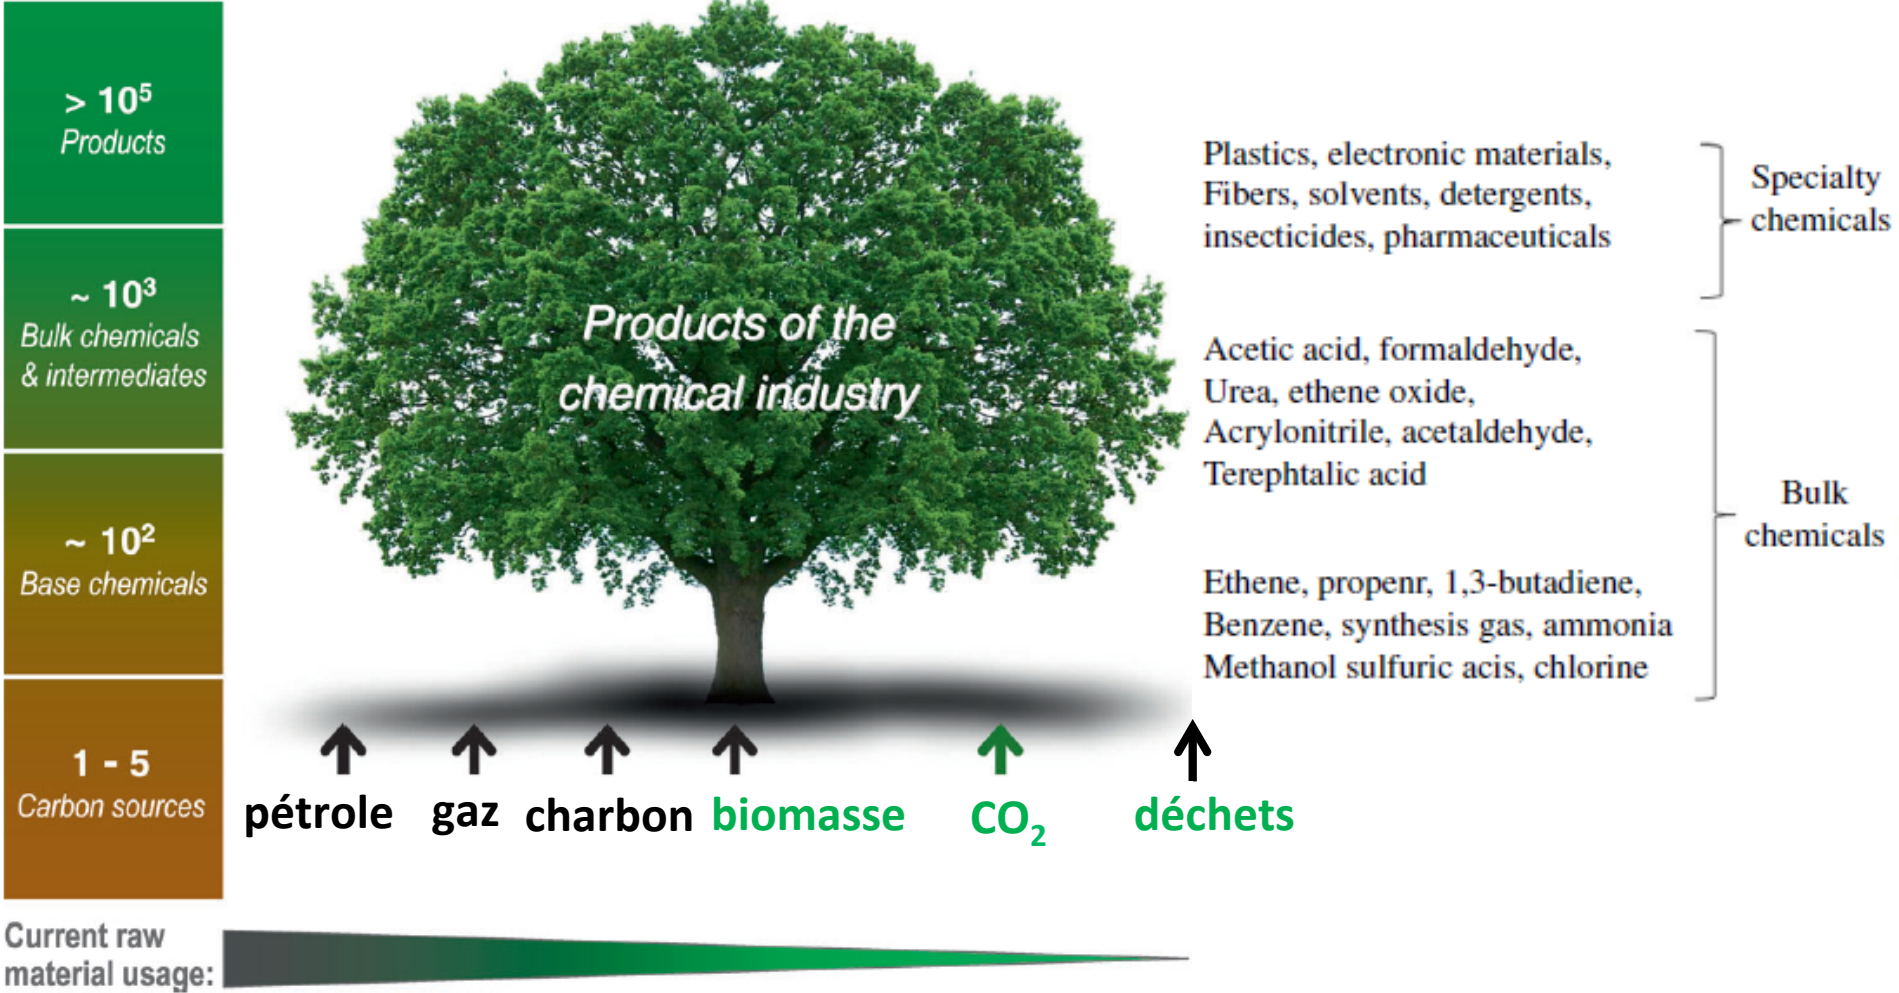 > 10⁵
Products
~ 10³
Bulk chemicals
& intermediates
~ 10²
Base chemicals
1 - 5
Carbon sources
Products of the
chemical industry
Plastics, electronic materials,
Fibers, solvents, detergents,
insecticides, pharmaceuticals
Specialty
chemicals
Acetic acid, formaldehyde,
Urea, ethene oxide,
Acrylonitrile, acetaldehyde,
Terephtalic acid
Ethene, propenr, 1,3-butadiene,
Benzene, synthesis gas, ammonia
Methanol sulfuric acis, chlorine
Bulk
chemicals
pétrole gaz charbon biomasse CO₂ déchets
Current raw
material usage: